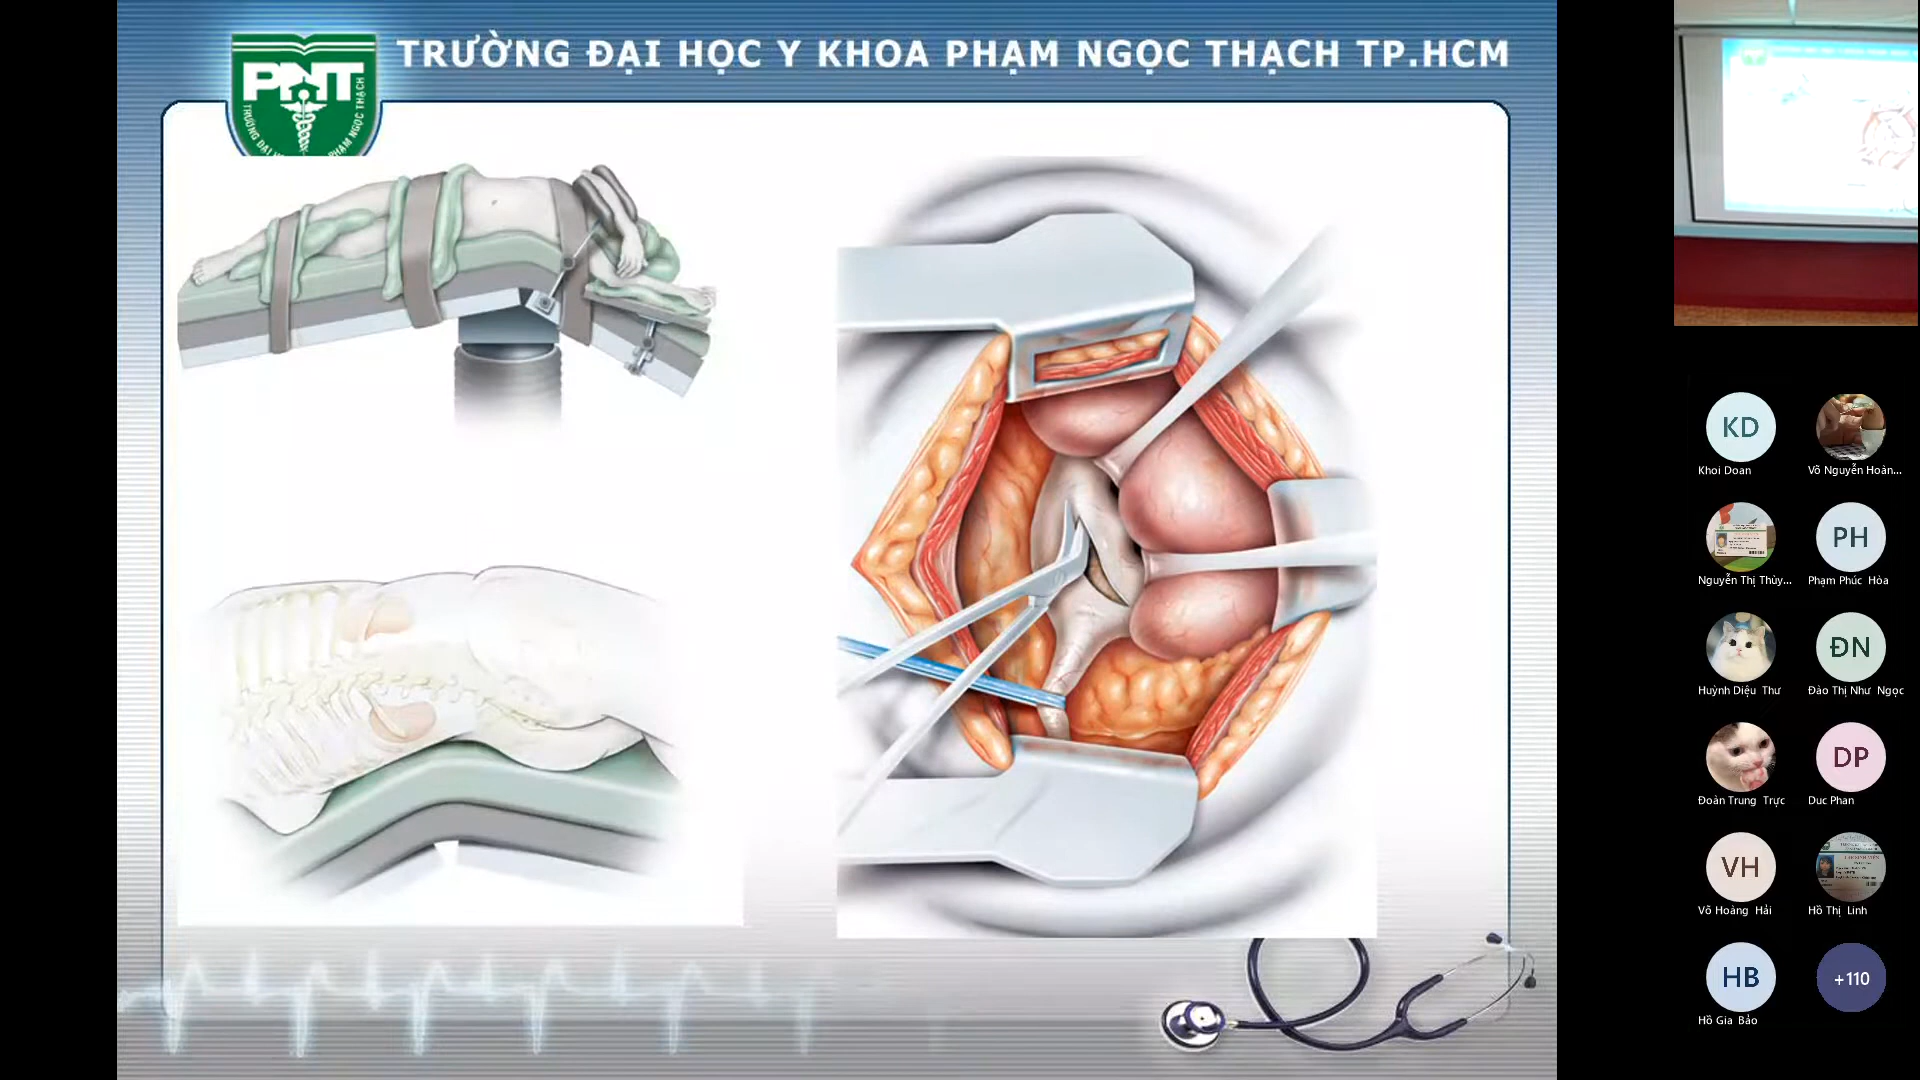 TRƯỜNG ĐẠI HỌC Y KHOA PHẠM NGỌC THẠCH TP.HCM
PNT
KD
Khoi Doan
Võ Nguyễn Hoàn...
Nguyễn Thị Thùy...
PH
Phạm Phúc Hòa
Huỳnh Diệu Thư
ĐN
Đào Thị Như Ngọc
Đoàn Trung Trực
DP
Duc Phan
VH
Võ Hoàng Hải
Hồ Thị Linh
HB
Hồ Gia Bảo
+110